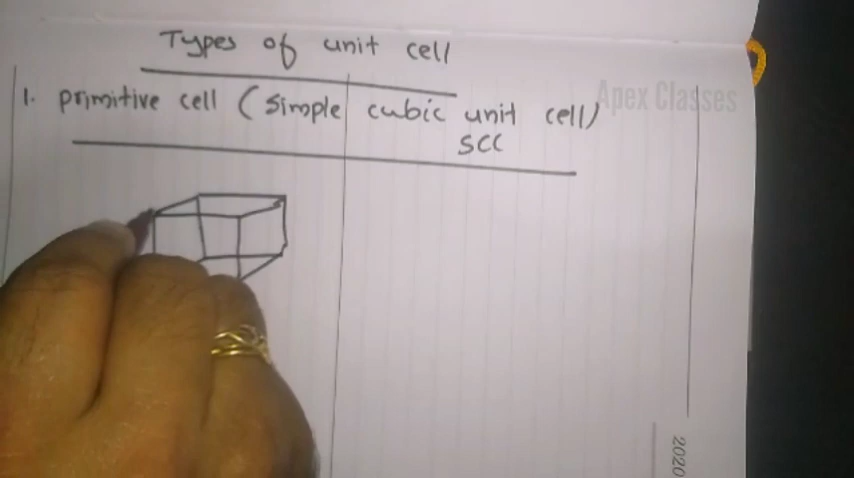 Types of unit cell
1. primitive cell (simple cubic unit cell)
SCC
Apex Classes
2020